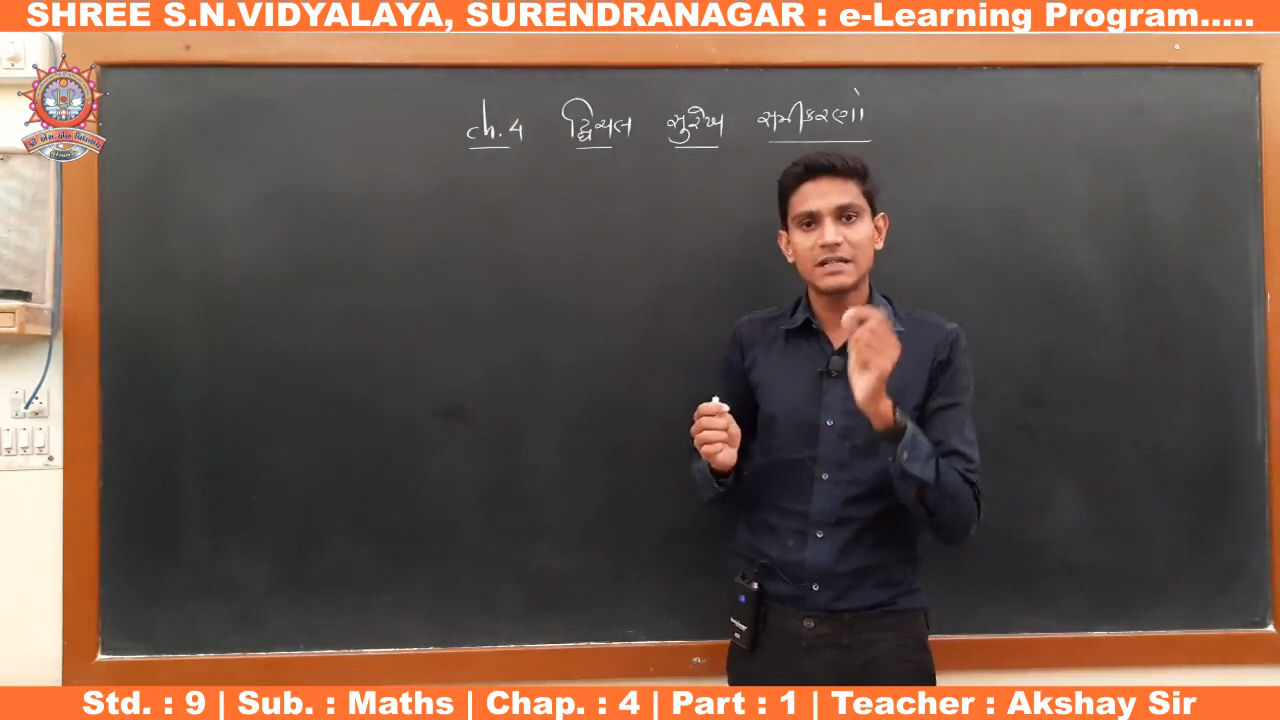 SHREE S.N.VIDYALAYA, SURENDRANAGAR : e-Learning Program.....
ch. 4 દ્વિચલ સુરેખ સમીકરણો
Std. : 9 | Sub. : Maths | Chap. : 4 | Part : 1 | Teacher : Akshay Sir